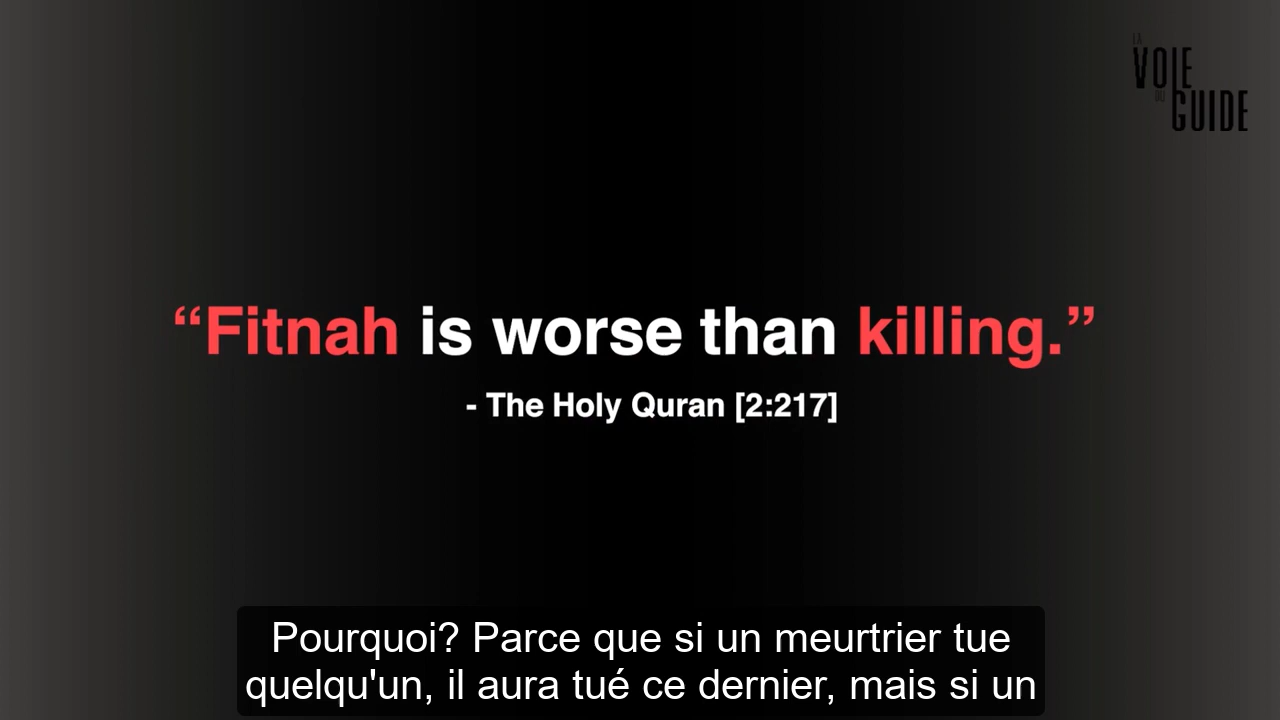 LA
VOIE
DU
GUIDE
“Fitnah is worse than killing.”
- The Holy Quran [2:217]
Pourquoi? Parce que si un meurtrier tue
quelqu'un, il aura tué ce dernier, mais si un